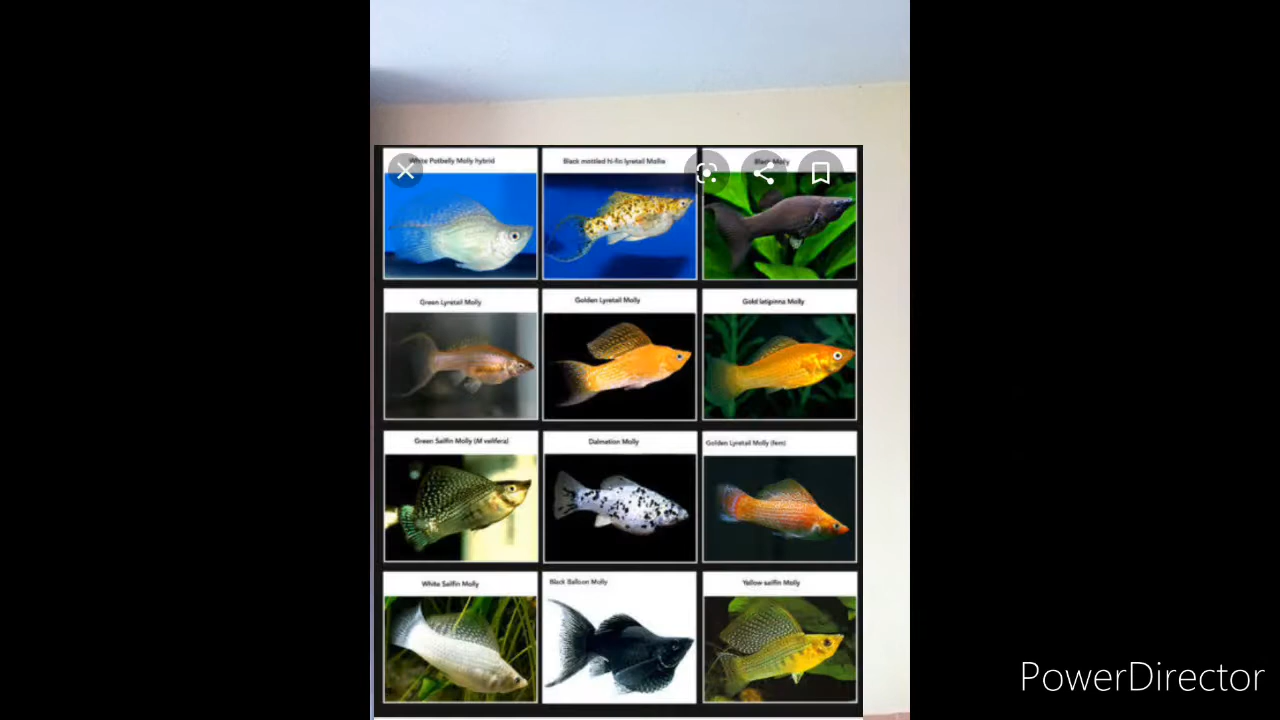 White Potbelly Molly hybrid
Black mottled hi-fin lyretail Mollie
Black Molly
Green Lyretail Molly
Golden Lyretail Molly
Gold latipinna Molly
Green Sailfin Molly (M velifera)
Dalmation Molly
Golden Lyretail Molly (fem)
White Sailfin Molly
Black Balloon Molly
Yellow sailfin Molly
PowerDirector